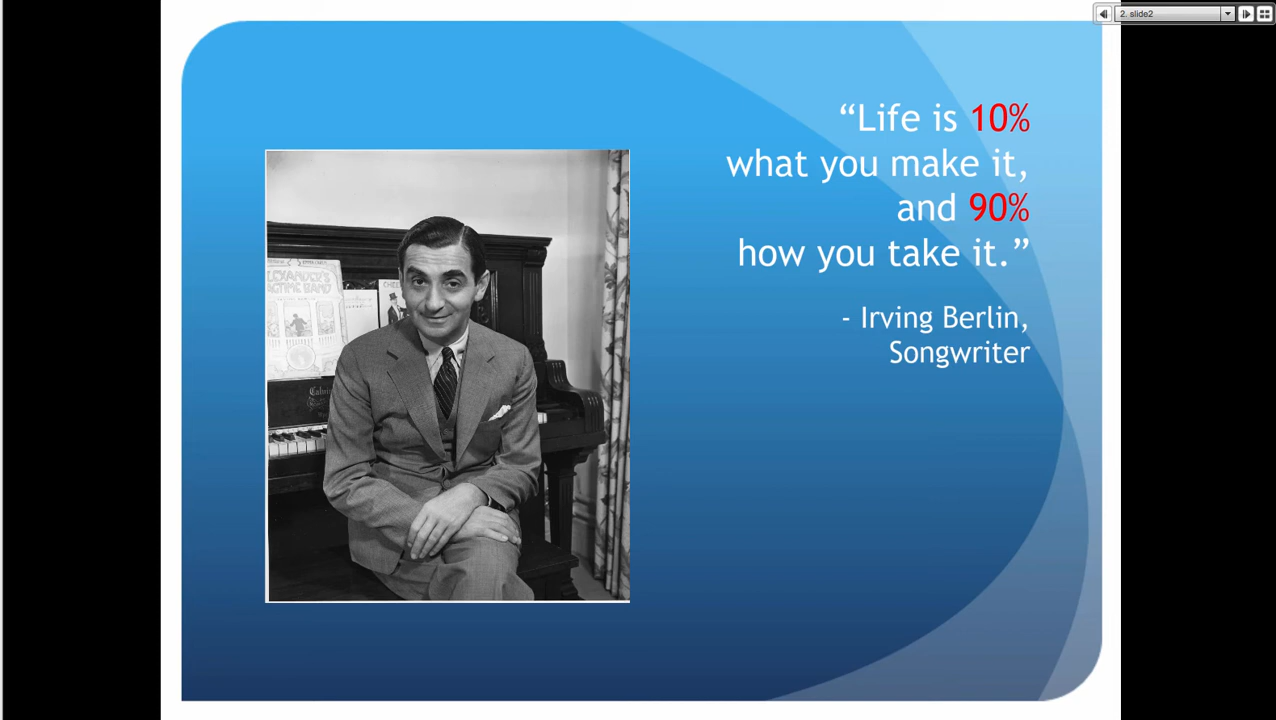 2. slide2
“Life is 10%
what you make it,
and 90%
how you take it.”
- Irving Berlin,
Songwriter